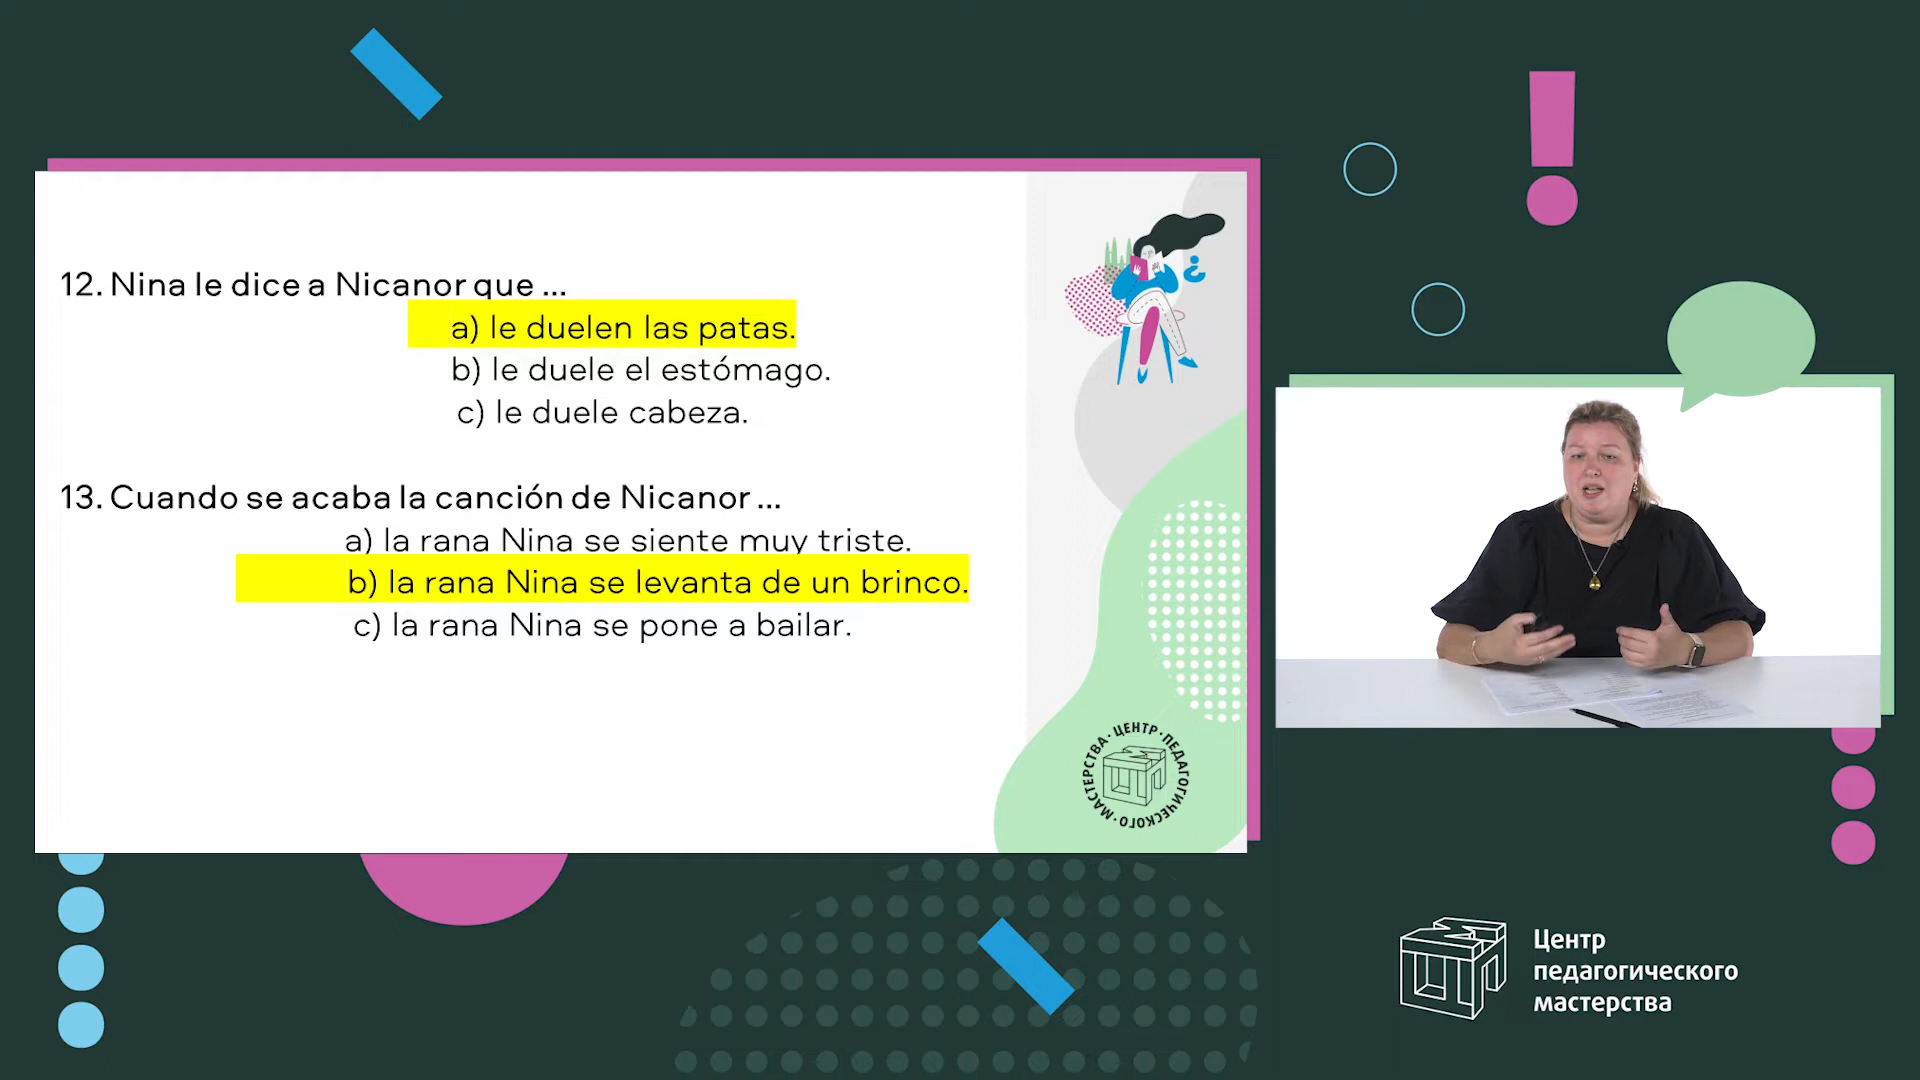 12. Nina le dice a Nicanor que ...
a) le duelen las patas.
b) le duele el estómago.
c) le duele cabeza.
13. Cuando se acaba la canción de Nicanor ...
a) la rana Nina se siente muy triste.
b) la rana Nina se levanta de un brinco.
c) la rana Nina se pone a bailar.
ЦЕНТР · ПЕДАГОГИЧЕСКОГО · МАСТЕРСТВА ·
Центр
педагогического
мастерства